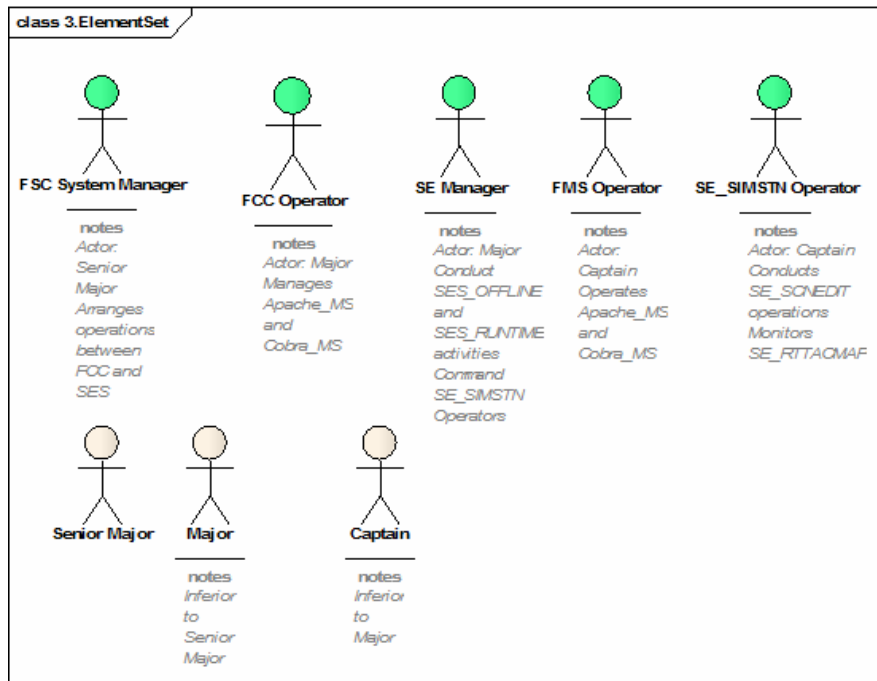 class 3.ElementSet
FSC System Manager
notes
Actor:
Senior
Major
Arranges
operations
between
FCC and
SES
FCC Operator
notes
Actor: Major
Manages
Apache_MS
and
Cobra_MS
SE Manager
notes
Actor: Major
Conduct
SES_OFFLINE
and
SES_RUNTIME
activities
Command
SE_SIMSTN
Operators
FMS Operator
notes
Actor:
Captain
Operates
Apache_MS
and
Cobra_MS
SE_SIMSTN Operator
notes
Actor: Captain
Conducts
SE_SCNEDIT
operations
Monitors
SE_RTTACMAP
Senior Major
Major
notes
Inferior
to
Senior
Major
Captain
notes
Inferior
to
Major